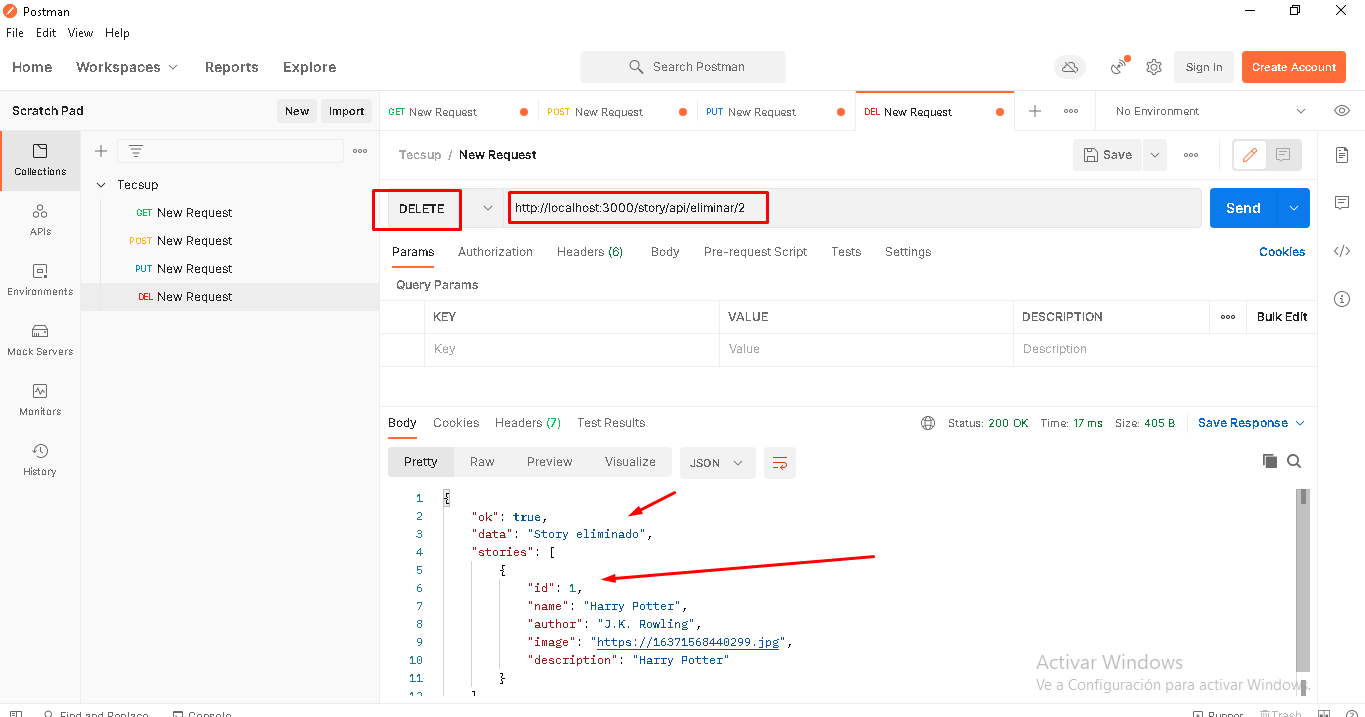 Postman
File Edit View Help
Home Workspaces Reports Explore Search Postman Sign In Create Account
Scratch Pad New Import
GET New Request POST New Request PUT New Request DEL New Request No Environment
Tecsup / New Request Save
Collections
APIs
Environments
Mock Servers
Monitors
History
Tecsup
GET New Request
POST New Request
PUT New Request
DEL New Request
DELETE http://localhost:3000/story/api/eliminar/2 Send
Params Authorization Headers (6) Body Pre-request Script Tests Settings Cookies
Query Params
KEY VALUE DESCRIPTION Bulk Edit
Key Value Description
Body Cookies Headers (7) Test Results Status: 200 OK Time: 17 ms Size: 405 B Save Response
Pretty Raw Preview Visualize JSON
1 {
2 "ok": true,
3 "data": "Story eliminado",
4 "stories": [
5 {
6 "id": 1,
7 "name": "Harry Potter",
8 "author": "J.K. Rowling",
9 "image": "https://16371568440299.jpg",
10 "description": "Harry Potter"
11 }
12 ]
Activar Windows
Ve a Configuración para activar Windows.
Find and Replace Console Runner Trash